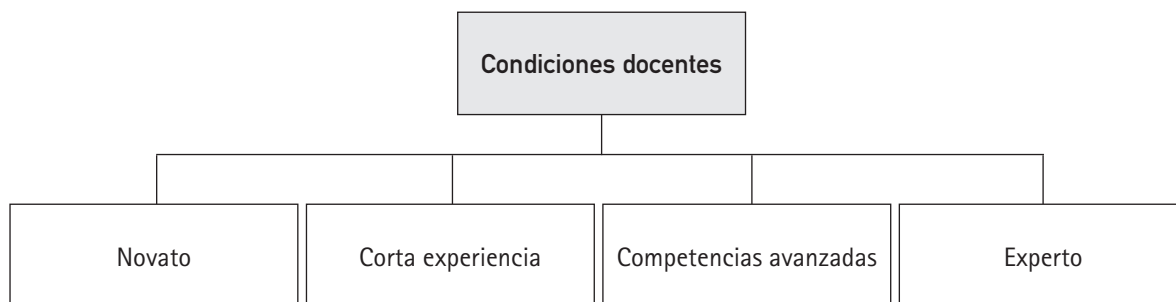 Condiciones docentes
Novato
Corta experiencia
Competencias avanzadas
Experto